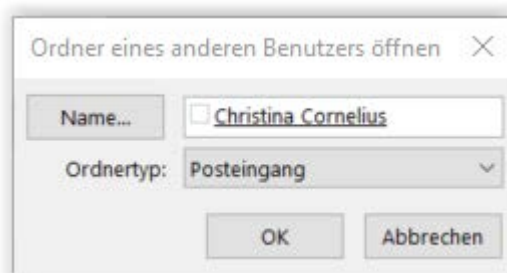 Ordner eines anderen Benutzers öffnen
Name... Christina Cornelius
Ordnertyp: Posteingang
OK Abbrechen